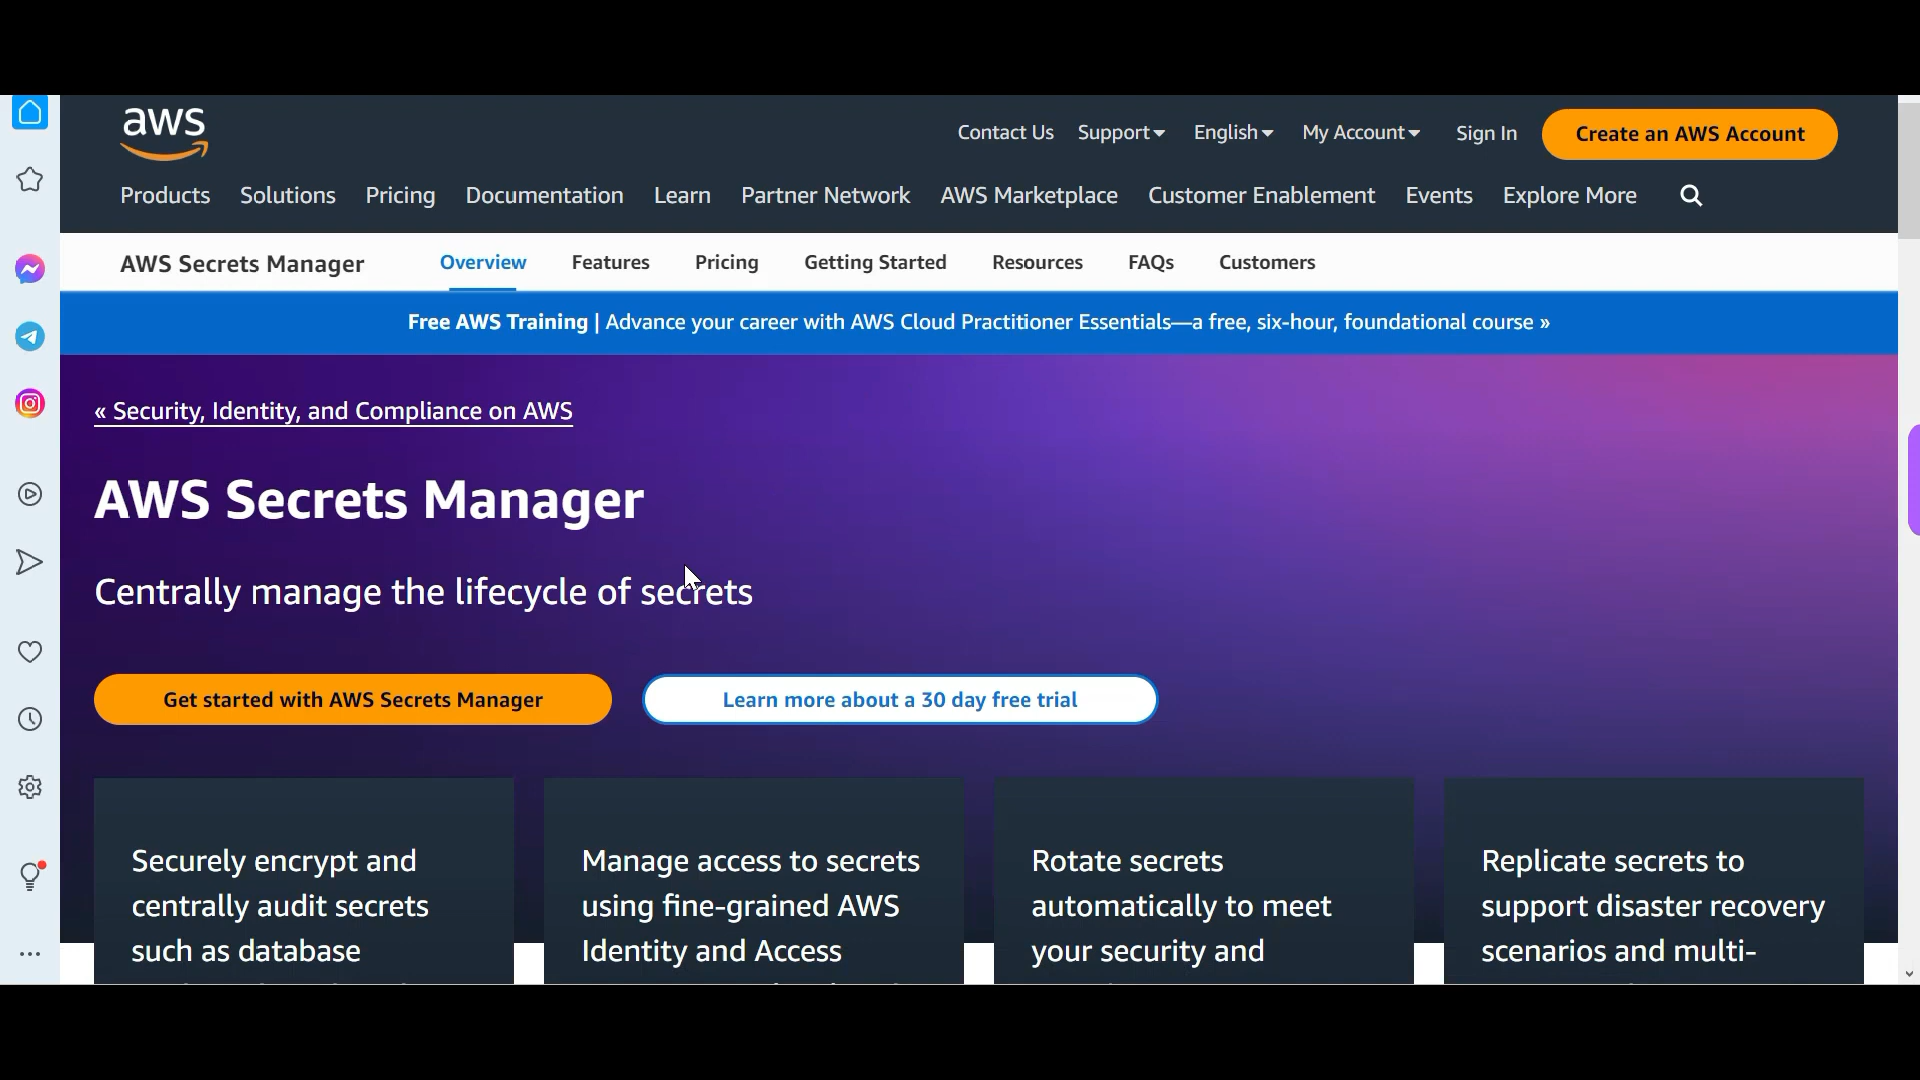 aws
Contact Us Support English My Account Sign In Create an AWS Account
Products Solutions Pricing Documentation Learn Partner Network AWS Marketplace Customer Enablement Events Explore More
AWS Secrets Manager Overview Features Pricing Getting Started Resources FAQs Customers
Free AWS Training | Advance your career with AWS Cloud Practitioner Essentials—a free, six-hour, foundational course »
« Security, Identity, and Compliance on AWS
AWS Secrets Manager
Centrally manage the lifecycle of secrets
Get started with AWS Secrets Manager
Learn more about a 30 day free trial
Securely encrypt and
centrally audit secrets
such as database
Manage access to secrets
using fine-grained AWS
Identity and Access
Rotate secrets
automatically to meet
your security and
Replicate secrets to
support disaster recovery
scenarios and multi-